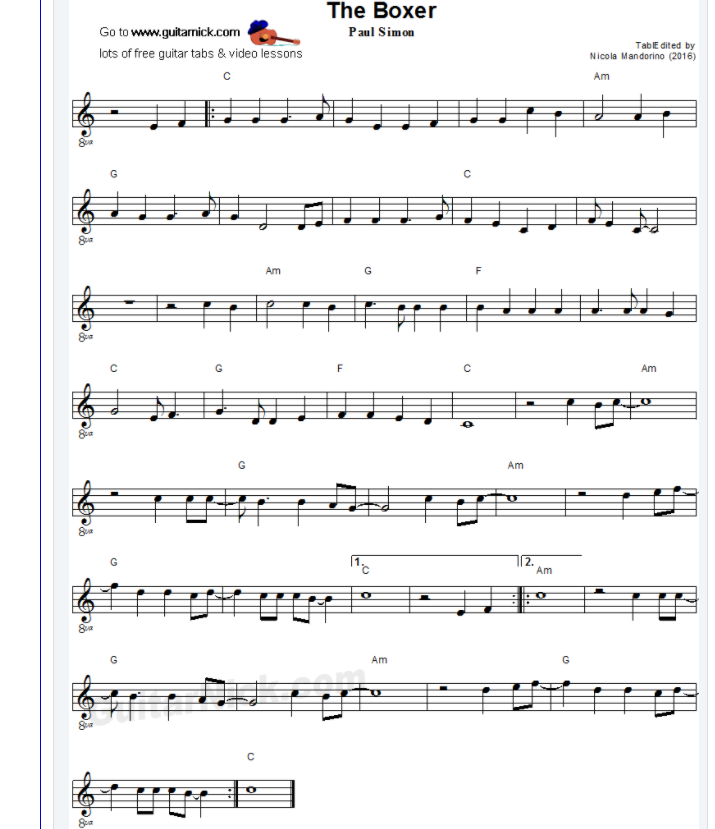 The Boxer
Go to www.guitarnick.com
Paul Simon
lots of free guitar tabs & video lessons
TablEdited by
Nicola Mandorino (2016)
C Am
8va
G C
8va
Am G F
8va
C G F C Am
8va
G Am
8va
G 1. C 2. Am
8va
G Am G
GuitarNick.com
8va
C
8va